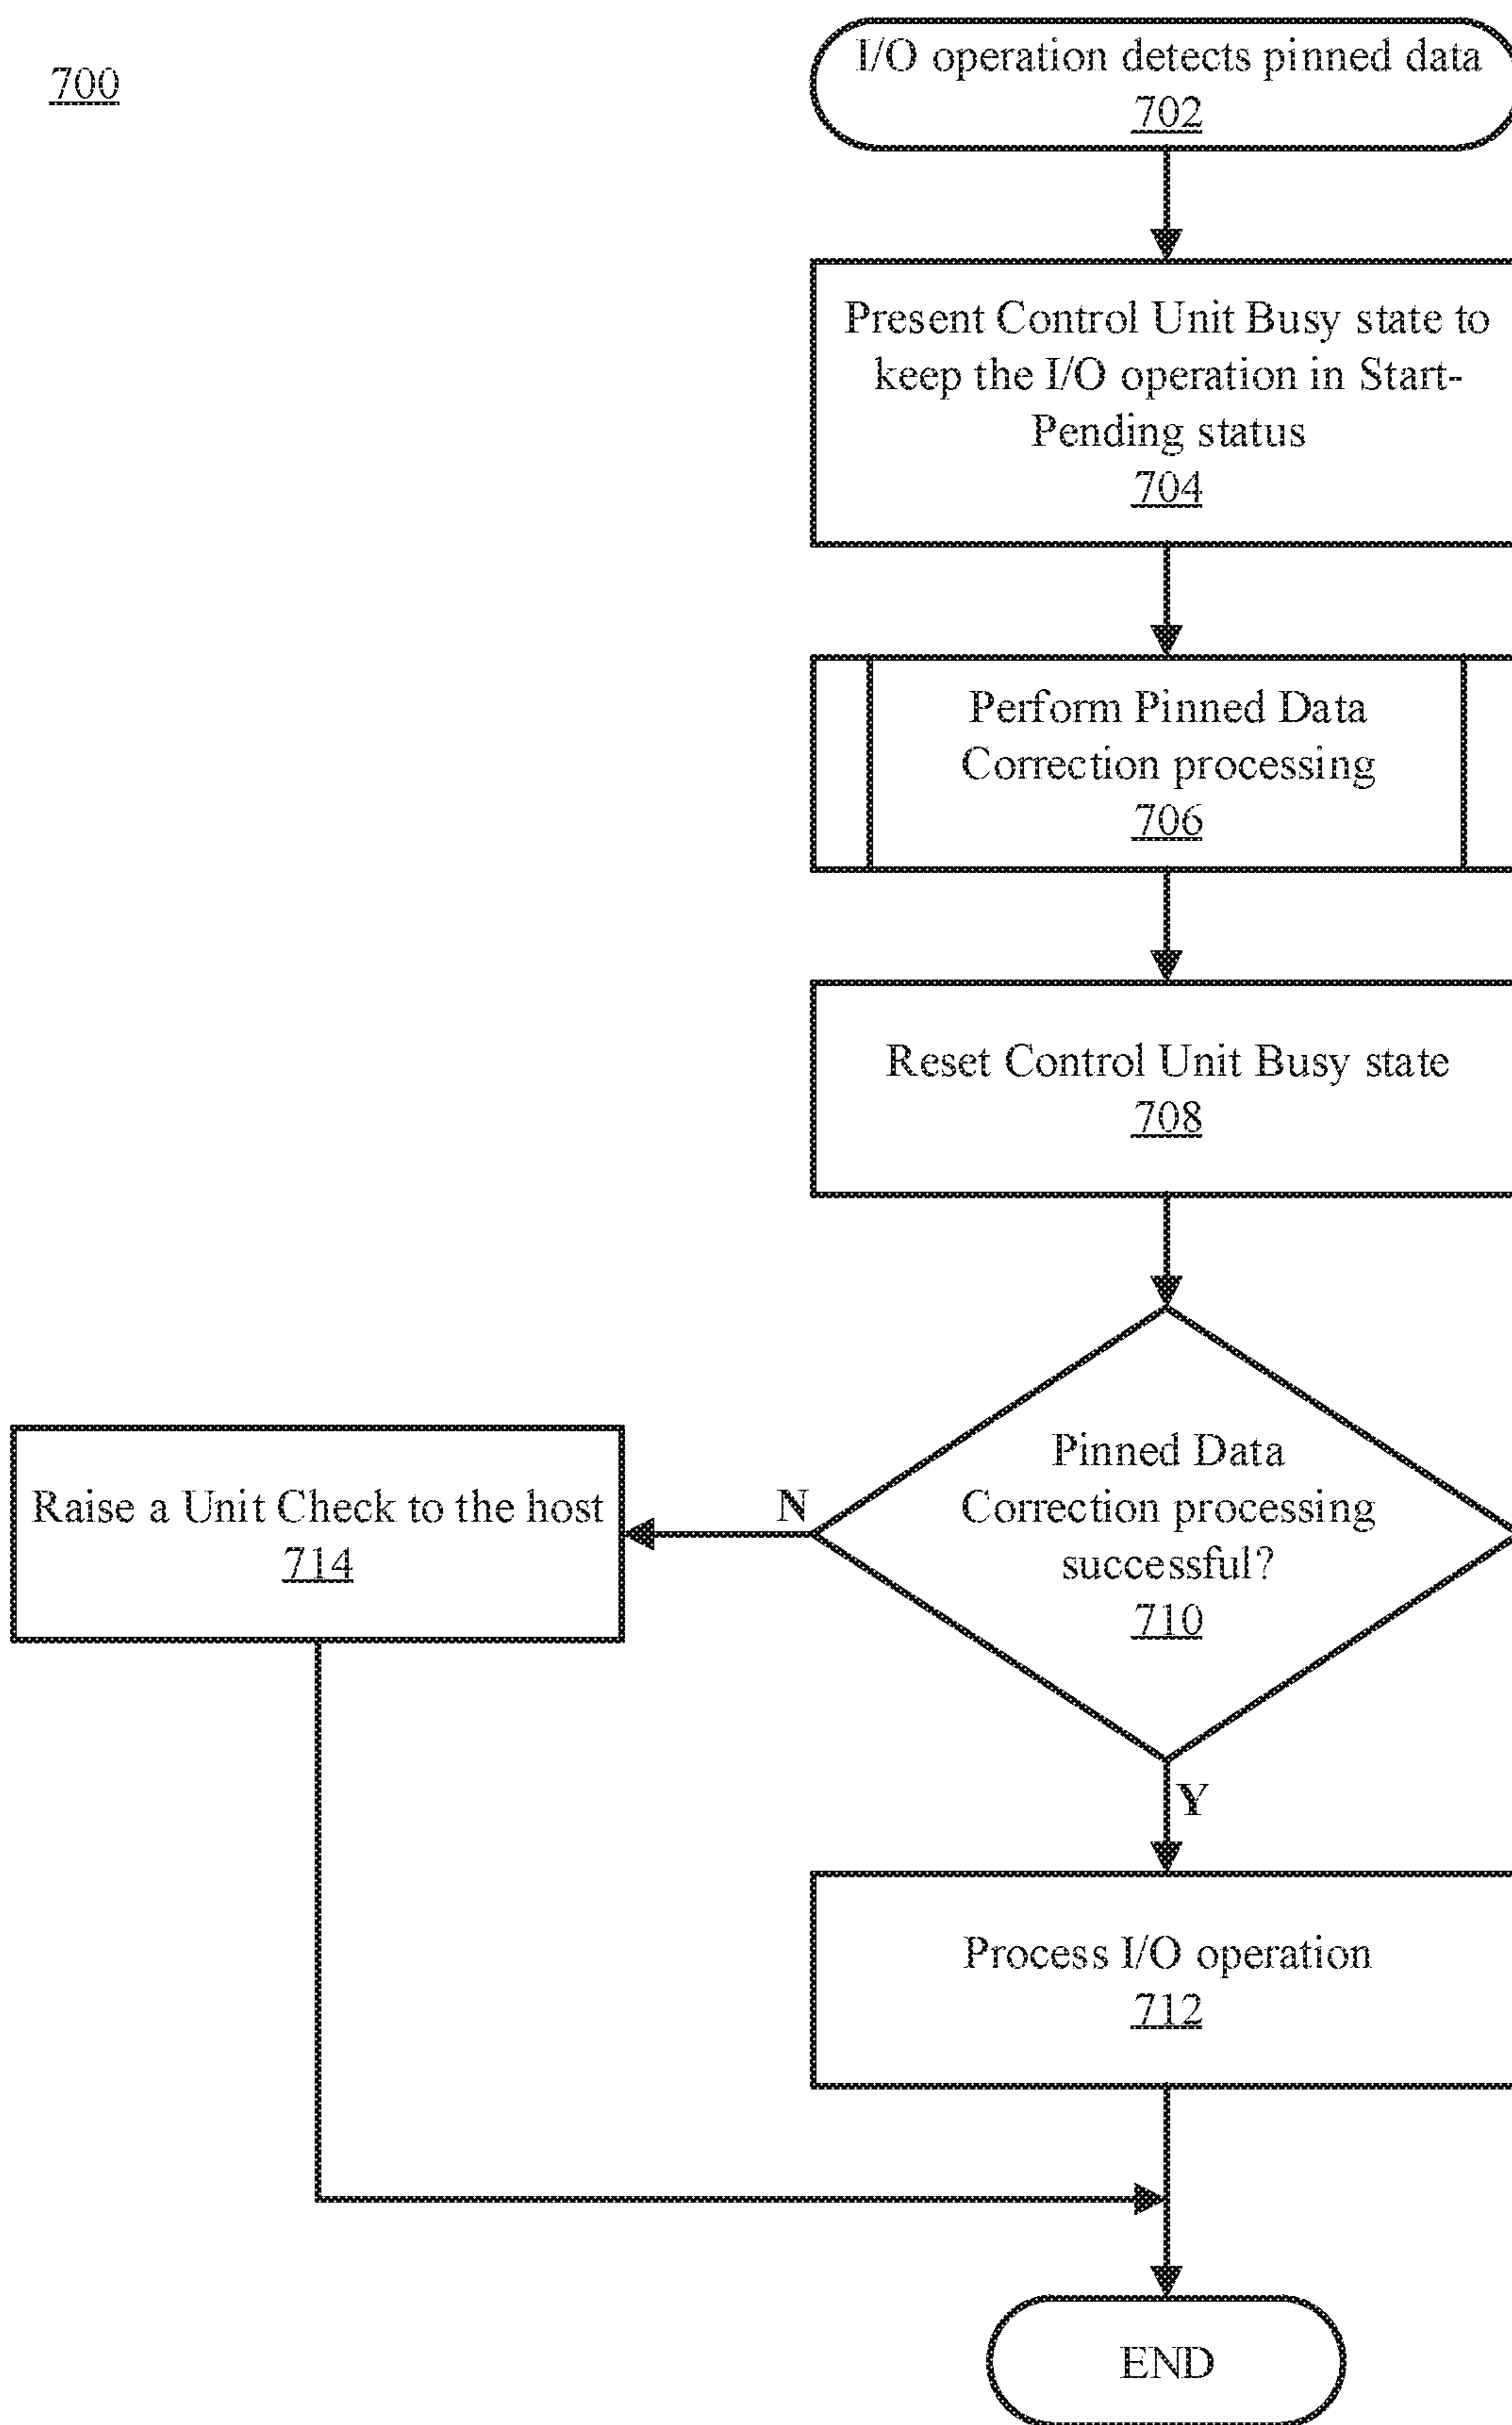 700
I/O operation detects pinned data
702
Present Control Unit Busy state to
keep the I/O operation in Start-
Pending status
704
Perform Pinned Data
Correction processing
706
Reset Control Unit Busy state
708
Pinned Data
Correction processing
successful?
710
N
Raise a Unit Check to the host
714
Y
Process I/O operation
712
END